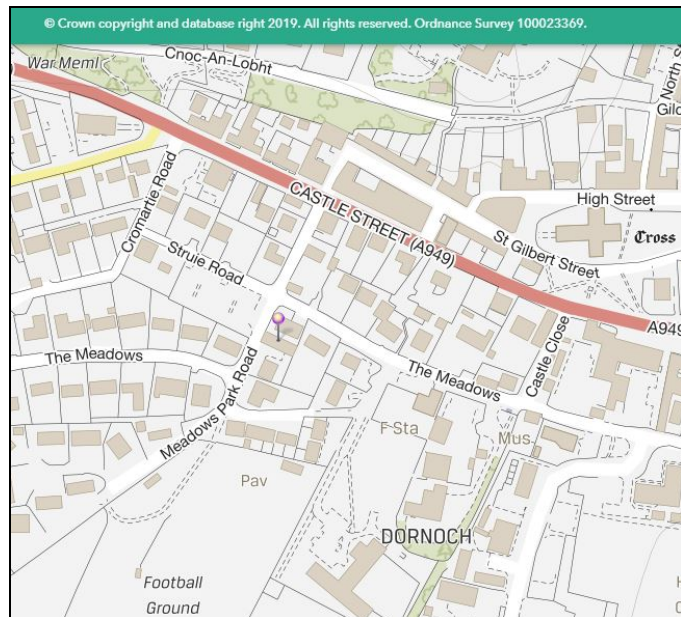 © Crown copyright and database right 2019. All rights reserved. Ordnance Survey 100023369.
War Meml
Cnoc-An-Lobht
North S
Gilc
Cromartie Road
High Street
CASTLE STREET (A949)
St Gilbert Street
Cross
Struie Road
A949
The Meadows
Meadows Park Road
The Meadows
Castle Close
F Sta
Mus
Pav
DORNOCH
Football
Ground